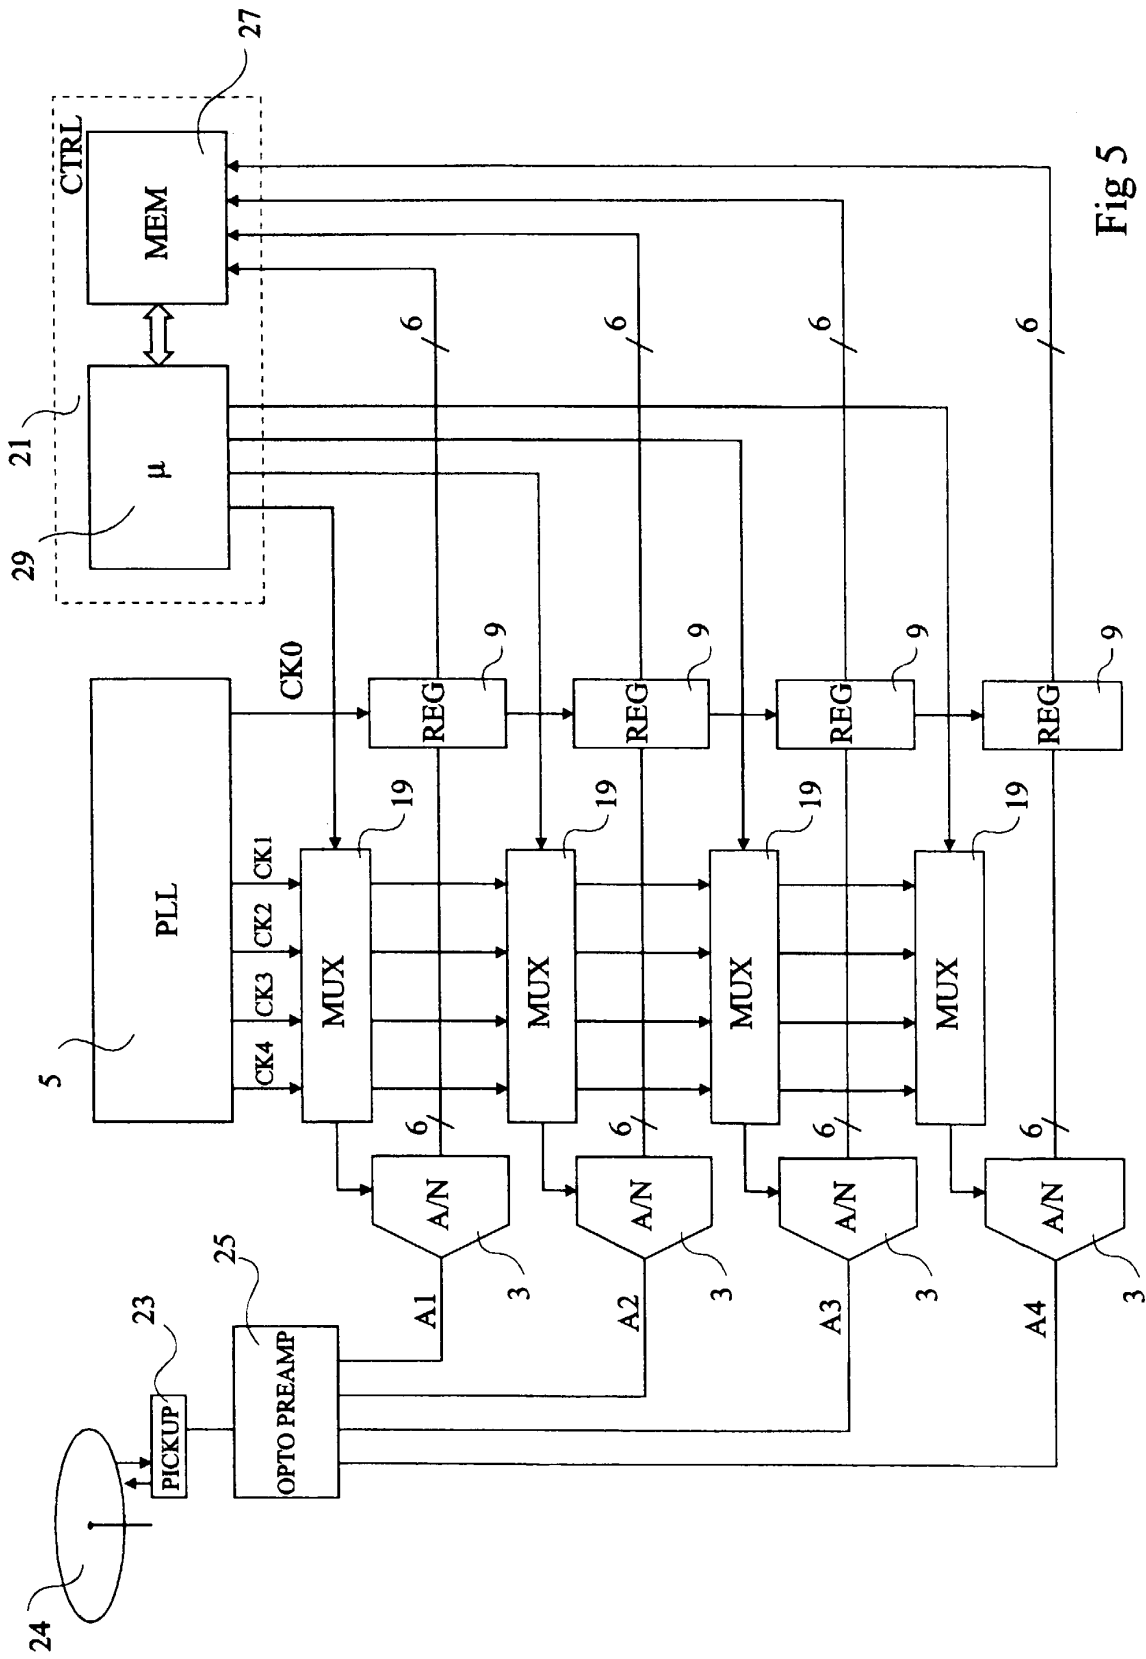 24
PICKUP
23
OPTO PREAMP
25
A1
A2
A3
A4
5
PLL
CK4
CK3
CK2
CK1
CK0
29
21
μ
MEM
CTRL
27
MUX
19
A/N
3
6
REG
9
6
MUX
19
A/N
3
6
REG
9
6
MUX
19
A/N
3
6
REG
9
6
MUX
19
A/N
3
6
REG
9
6
Fig 5